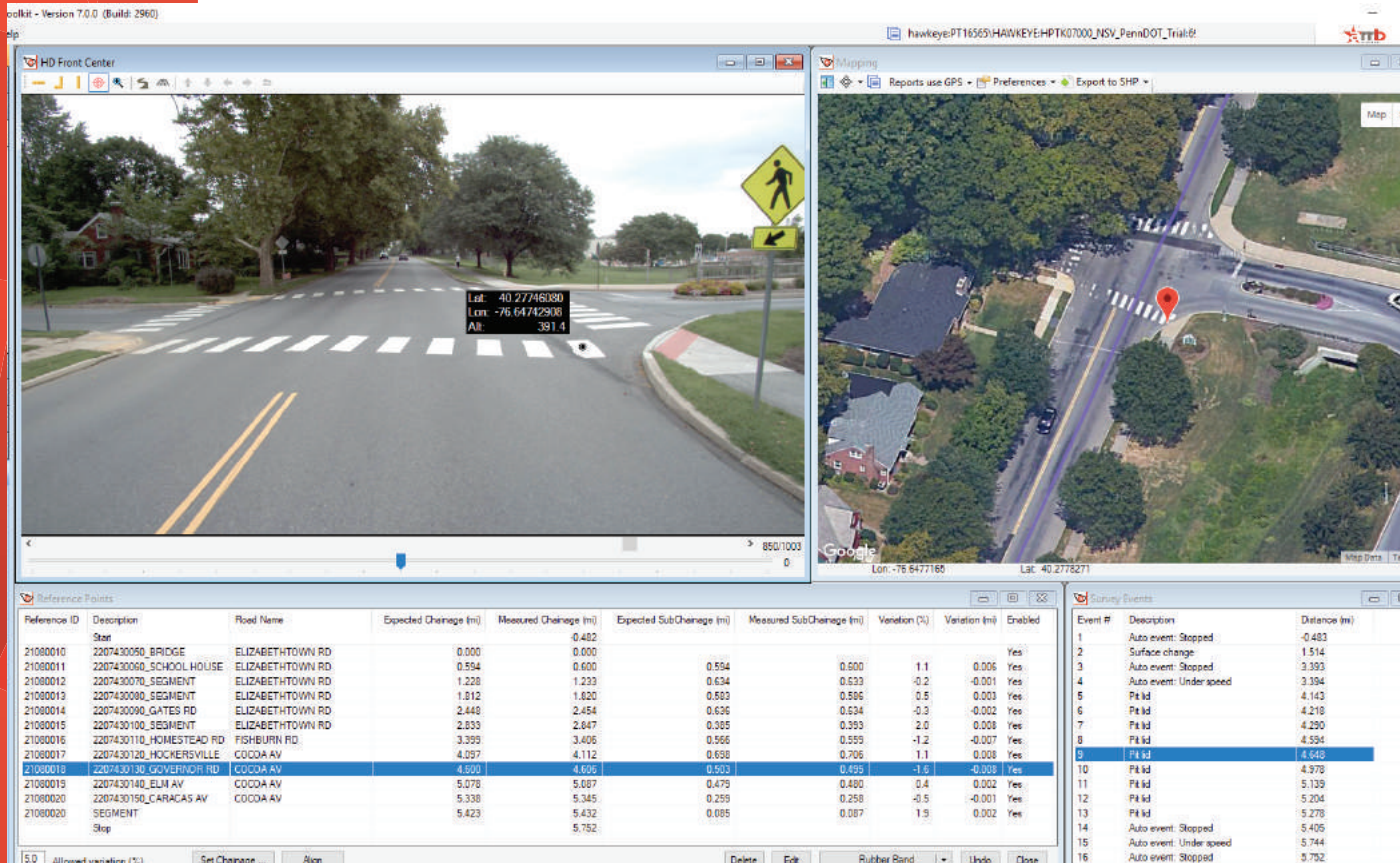 oolkit - Version 7.0.0 (Build: 2960)
elp
hawkeye:PT16565\HAWKEYE:HPTK07000_NSV_PennDOT_Trial:6
arrb
HD Front Center
Mapping
Reports use GPS
Preferences
Export to SHP
Map
Lat: 40.27746080
Lon: -76.64742908
Alt: 391.4
850/1003
0
Google
Map Data
Lon: -76.6477166 Lat: 40.2778271
Reference Points
Reference ID Description Road Name Expected Chainage (mi) Measured Chainage (mi) Expected SubChainage (mi) Measured SubChainage (mi) Variation (%) Variation (mi) Enabled
Start -0.482
21080010 2207430050_BRIDGE ELIZABETHTOWN RD 0.000 0.000 Yes
21080011 2207430060_SCHOOL HOUSE ELIZABETHTOWN RD 0.594 0.600 0.594 0.600 1.1 0.006 Yes
21080012 2207430070_SEGMENT ELIZABETHTOWN RD 1.228 1.233 0.634 0.633 -0.2 -0.001 Yes
21080013 2207430080_SEGMENT ELIZABETHTOWN RD 1.812 1.820 0.583 0.586 0.5 0.003 Yes
21080014 2207430090_GATES RD ELIZABETHTOWN RD 2.448 2.454 0.636 0.634 -0.3 -0.002 Yes
21080015 2207430100_SEGMENT ELIZABETHTOWN RD 2.833 2.847 0.385 0.393 2.0 0.008 Yes
21080016 2207430110_HOMESTEAD RD FISHBURN RD 3.399 3.406 0.566 0.559 -1.2 -0.007 Yes
21080017 2207430120_HOCKERSVILLE COCOA AV 4.097 4.112 0.698 0.706 1.1 0.008 Yes
21080018 2207430130_GOVERNOR RD COCOA AV 4.600 4.606 0.503 0.495 -1.6 -0.008 Yes
21080019 2207430140_ELM AV COCOA AV 5.078 5.087 0.479 0.480 0.4 0.002 Yes
21080020 2207430150_CARACAS AV COCOA AV 5.338 5.345 0.259 0.258 -0.5 -0.001 Yes
21080020 SEGMENT 5.423 5.432 0.085 0.087 1.9 0.002 Yes
Stop 5.752
5.0 Allowed variation (%) Set Chainage ... Align Delete Edit Rubber Band Undo Close
Survey Events
Event # Description Distance (mi)
1 Auto event: Stopped -0.483
2 Surface change 1.514
3 Auto event: Stopped 3.393
4 Auto event: Under speed 3.394
5 Pit lid 4.143
6 Pit lid 4.218
7 Pit lid 4.290
8 Pit lid 4.594
9 Pit lid 4.648
10 Pit lid 4.978
11 Pit lid 5.139
12 Pit lid 5.204
13 Pit lid 5.278
14 Auto event: Stopped 5.405
15 Auto event: Under speed 5.744
16 Auto event: Stopped 5.752